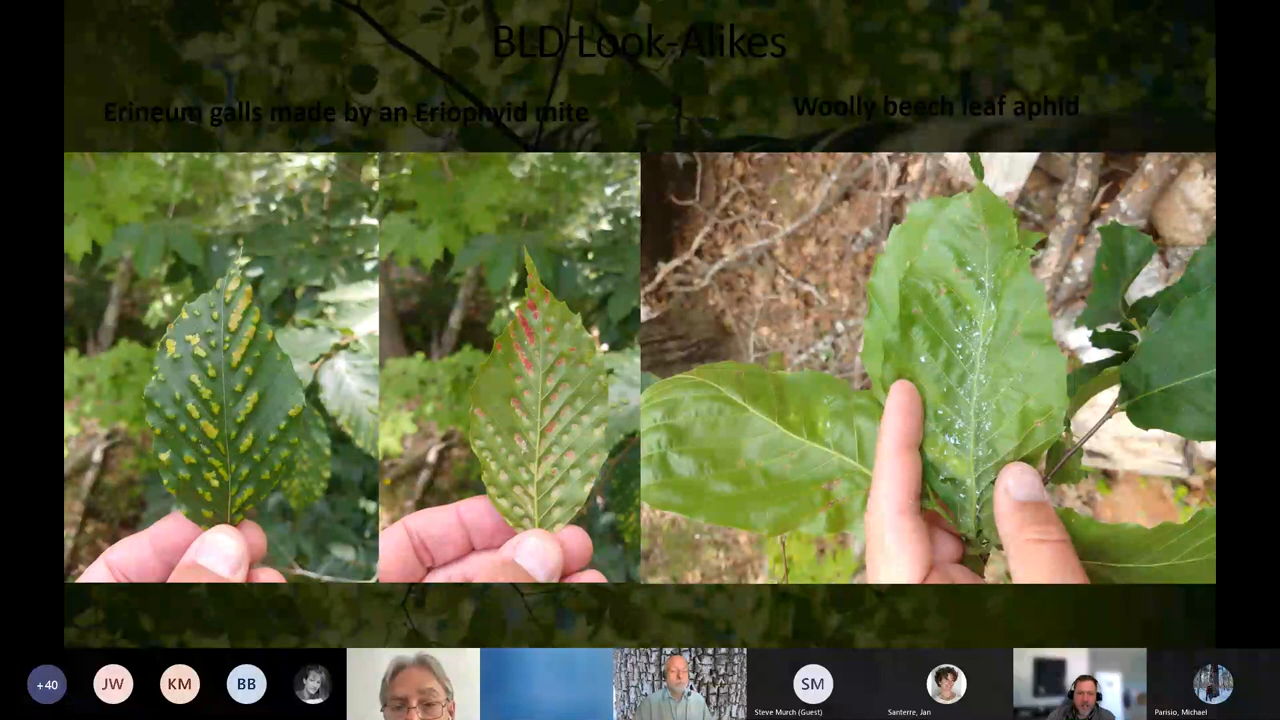 BLD Look-Alikes
Erineum galls made by an Eriophyid mite
Woolly beech leaf aphid
+40
JW
KM
BB
SM
Steve Murch (Guest)
Santerre, Jan
Parisio, Michael